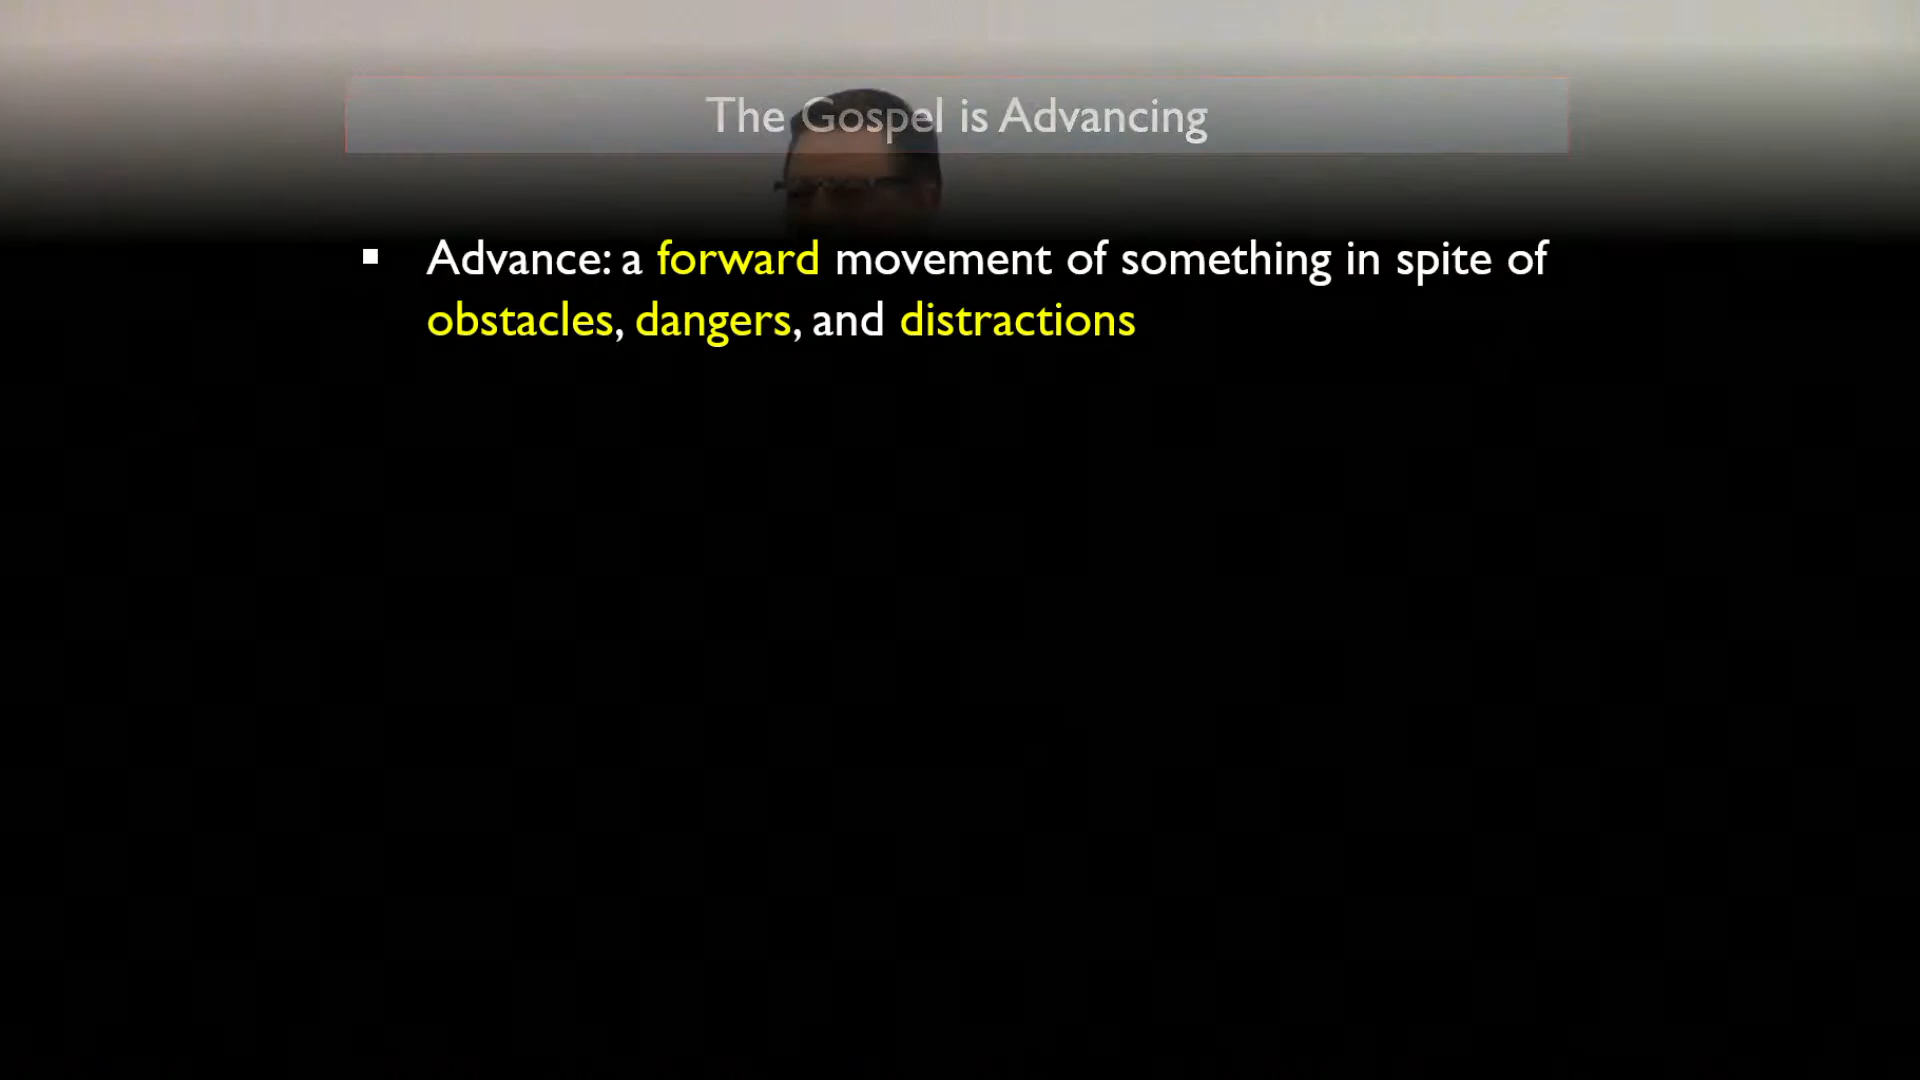 The Gospel is Advancing
▪ Advance: a forward movement of something in spite of
obstacles, dangers, and distractions